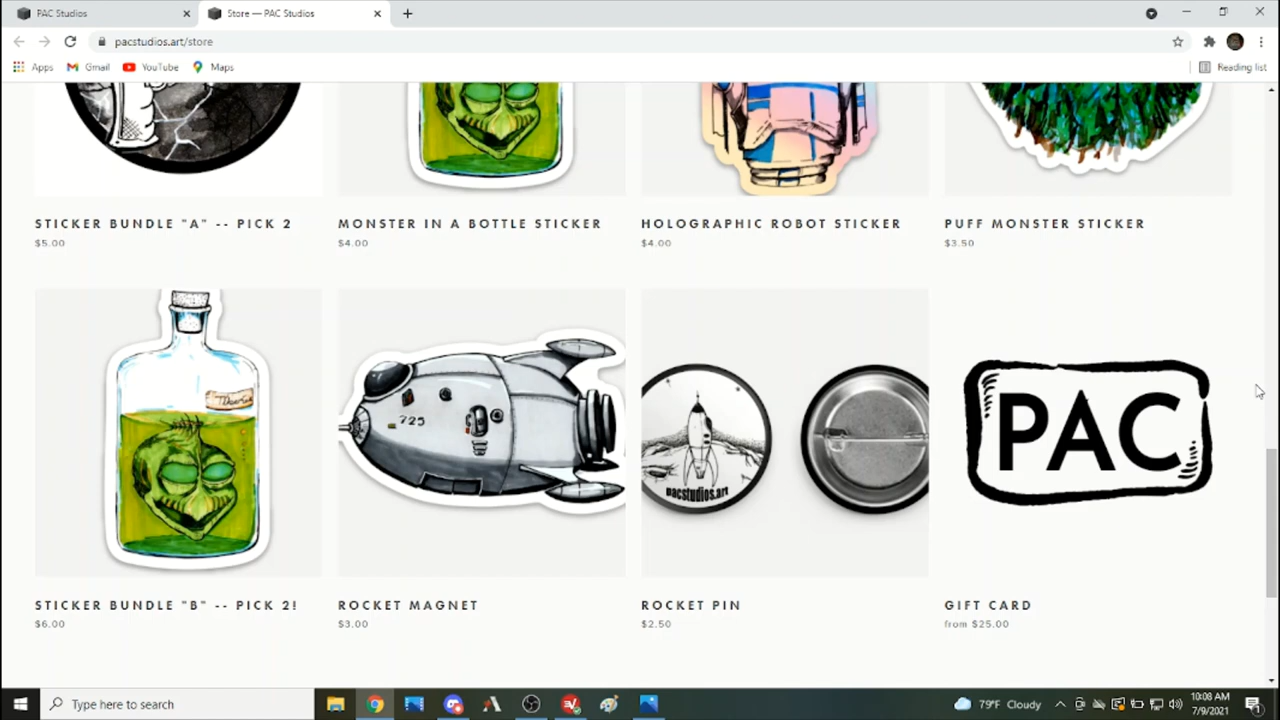 PAC Studios
Store — PAC Studios
pacstudios.art/store
Apps
Gmail
YouTube
Maps
Reading list
STICKER BUNDLE "A" -- PICK 2
$5.00
MONSTER IN A BOTTLE STICKER
$4.00
HOLOGRAPHIC ROBOT STICKER
$4.00
PUFF MONSTER STICKER
$3.50
725
pacstudios.art
PAC
STICKER BUNDLE "B" -- PICK 2!
$6.00
ROCKET MAGNET
$3.00
ROCKET PIN
$2.50
GIFT CARD
from $25.00
Type here to search
79°F Cloudy
10:08 AM
7/9/2021
1